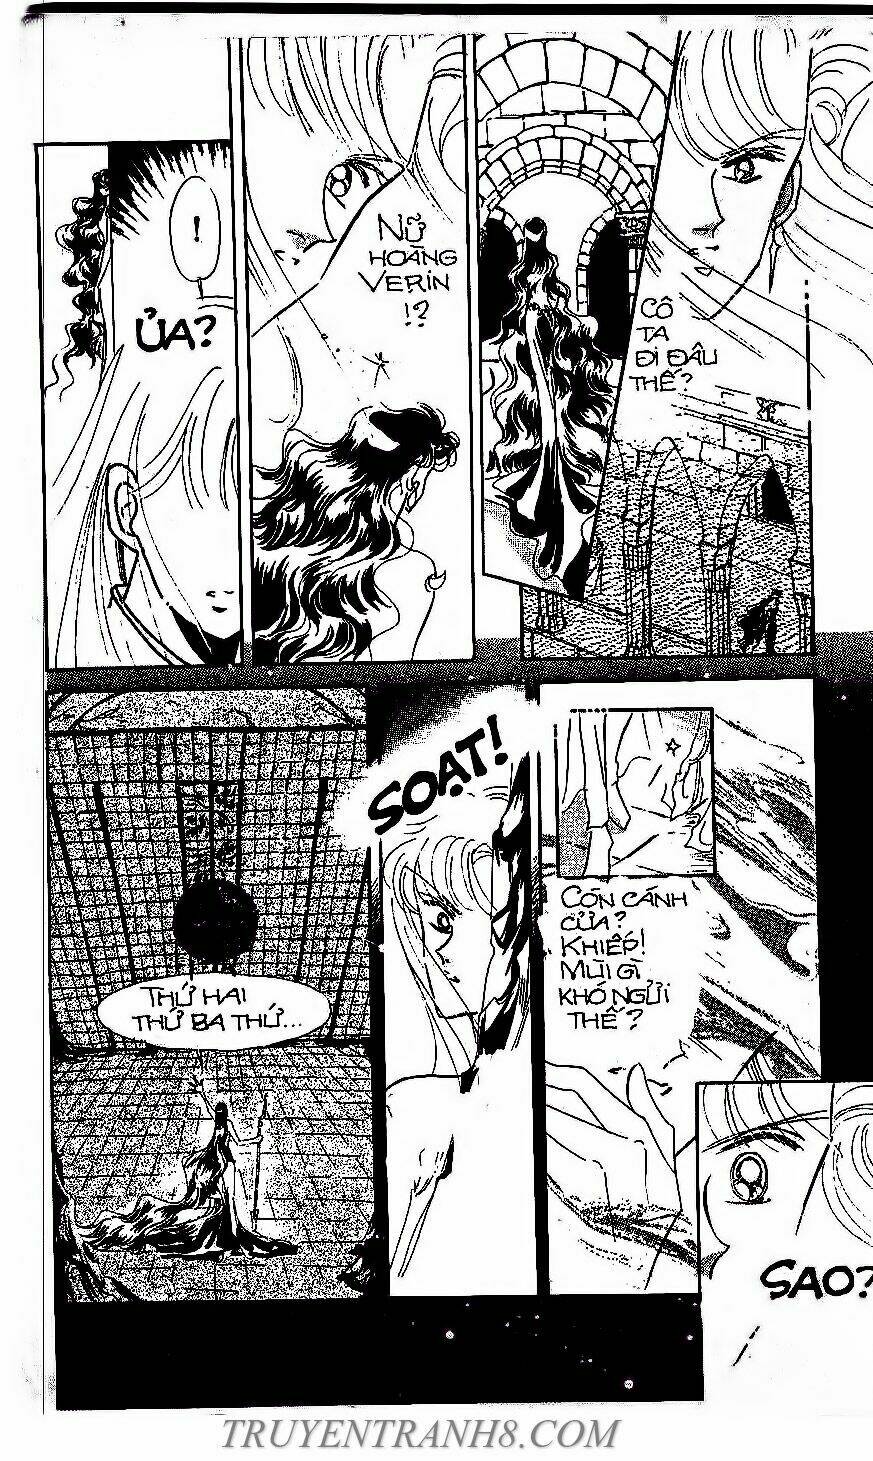 !
ỦA?
NỮ
HOÀNG
VERIN
!?
CÔ
TA
ĐI ĐÂU
THẾ?
THỨ HAI
THỨ BA THỨ...
SOẠT!
CÓN CÁNH
CỬA?
KHIẾP!
MÙI GÌ
KHÓ NGỬI
THẾ?
SAO?
TRUYENTRANH8.COM